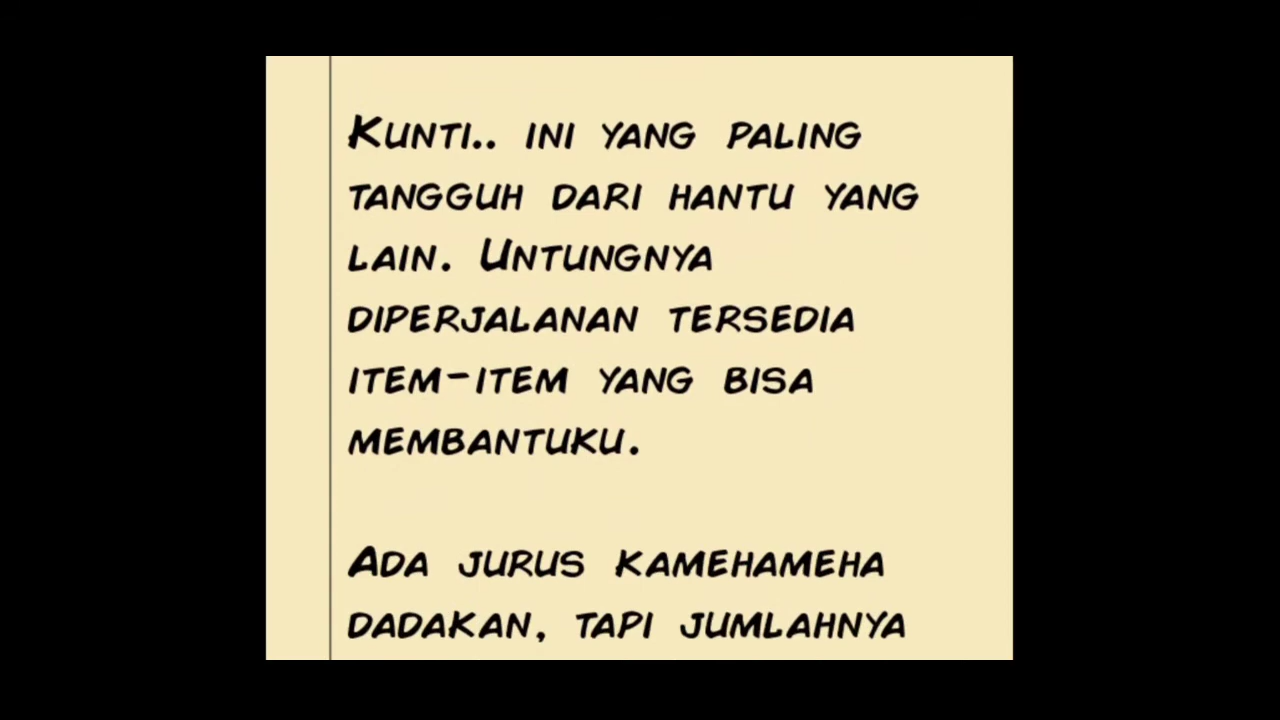 Kunti.. ini yang paling
tangguh dari hantu yang
lain. Untungnya
diperjalanan tersedia
item-item yang bisa
membantuku.
Ada jurus kamehameha
dadakan, tapi jumlahnya